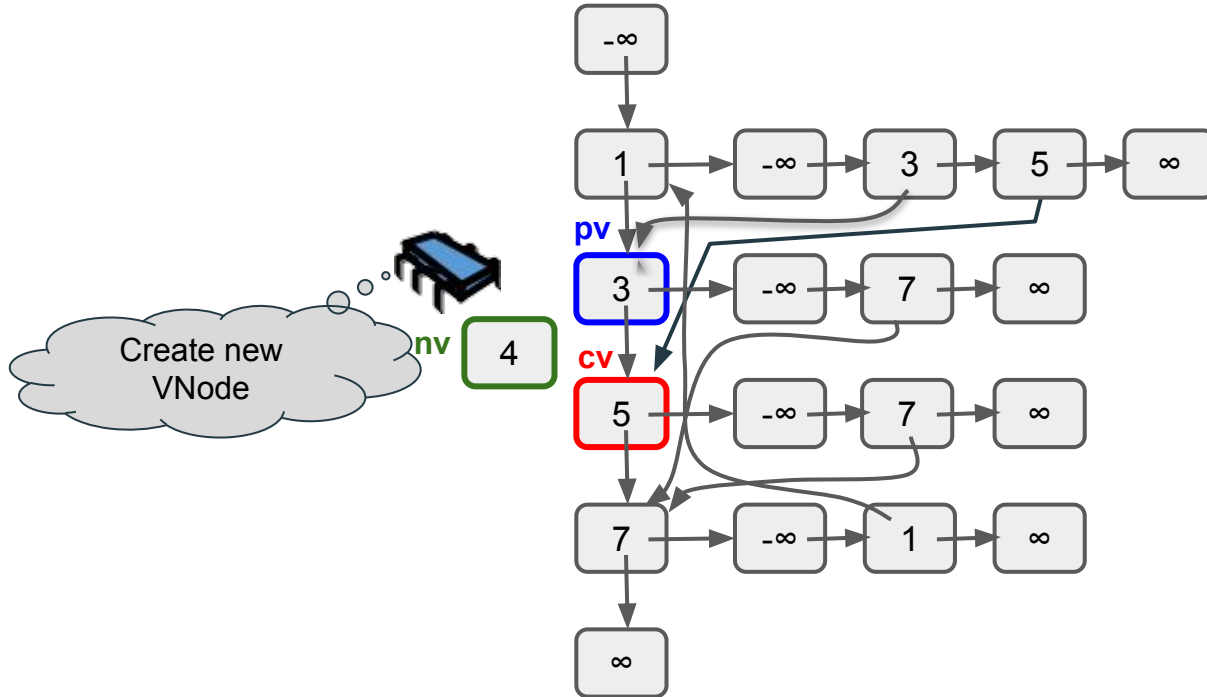 -∞
1 -∞ 3 5 ∞
pv
3 -∞ 7 ∞
Create new
VNode
nv 4
cv
5 -∞ 7 ∞
7 -∞ 1 ∞
∞